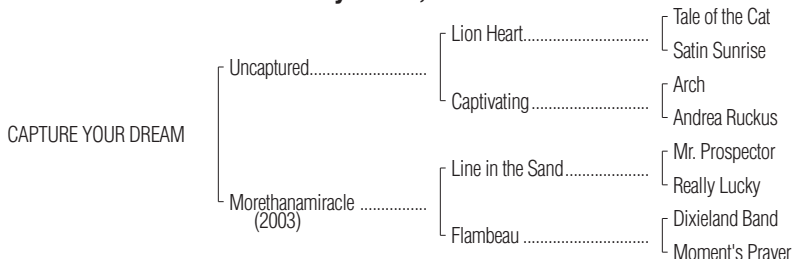 Tale of the Cat
Lion Heart..............................
Satin Sunrise
Uncaptured...........................
Arch
Captivating............................
Andrea Ruckus
CAPTURE YOUR DREAM
Mr. Prospector
Line in the Sand....................
Really Lucky
Morethanamiracle ................
(2003)
Dixieland Band
Flambeau .............................
Moment's Prayer